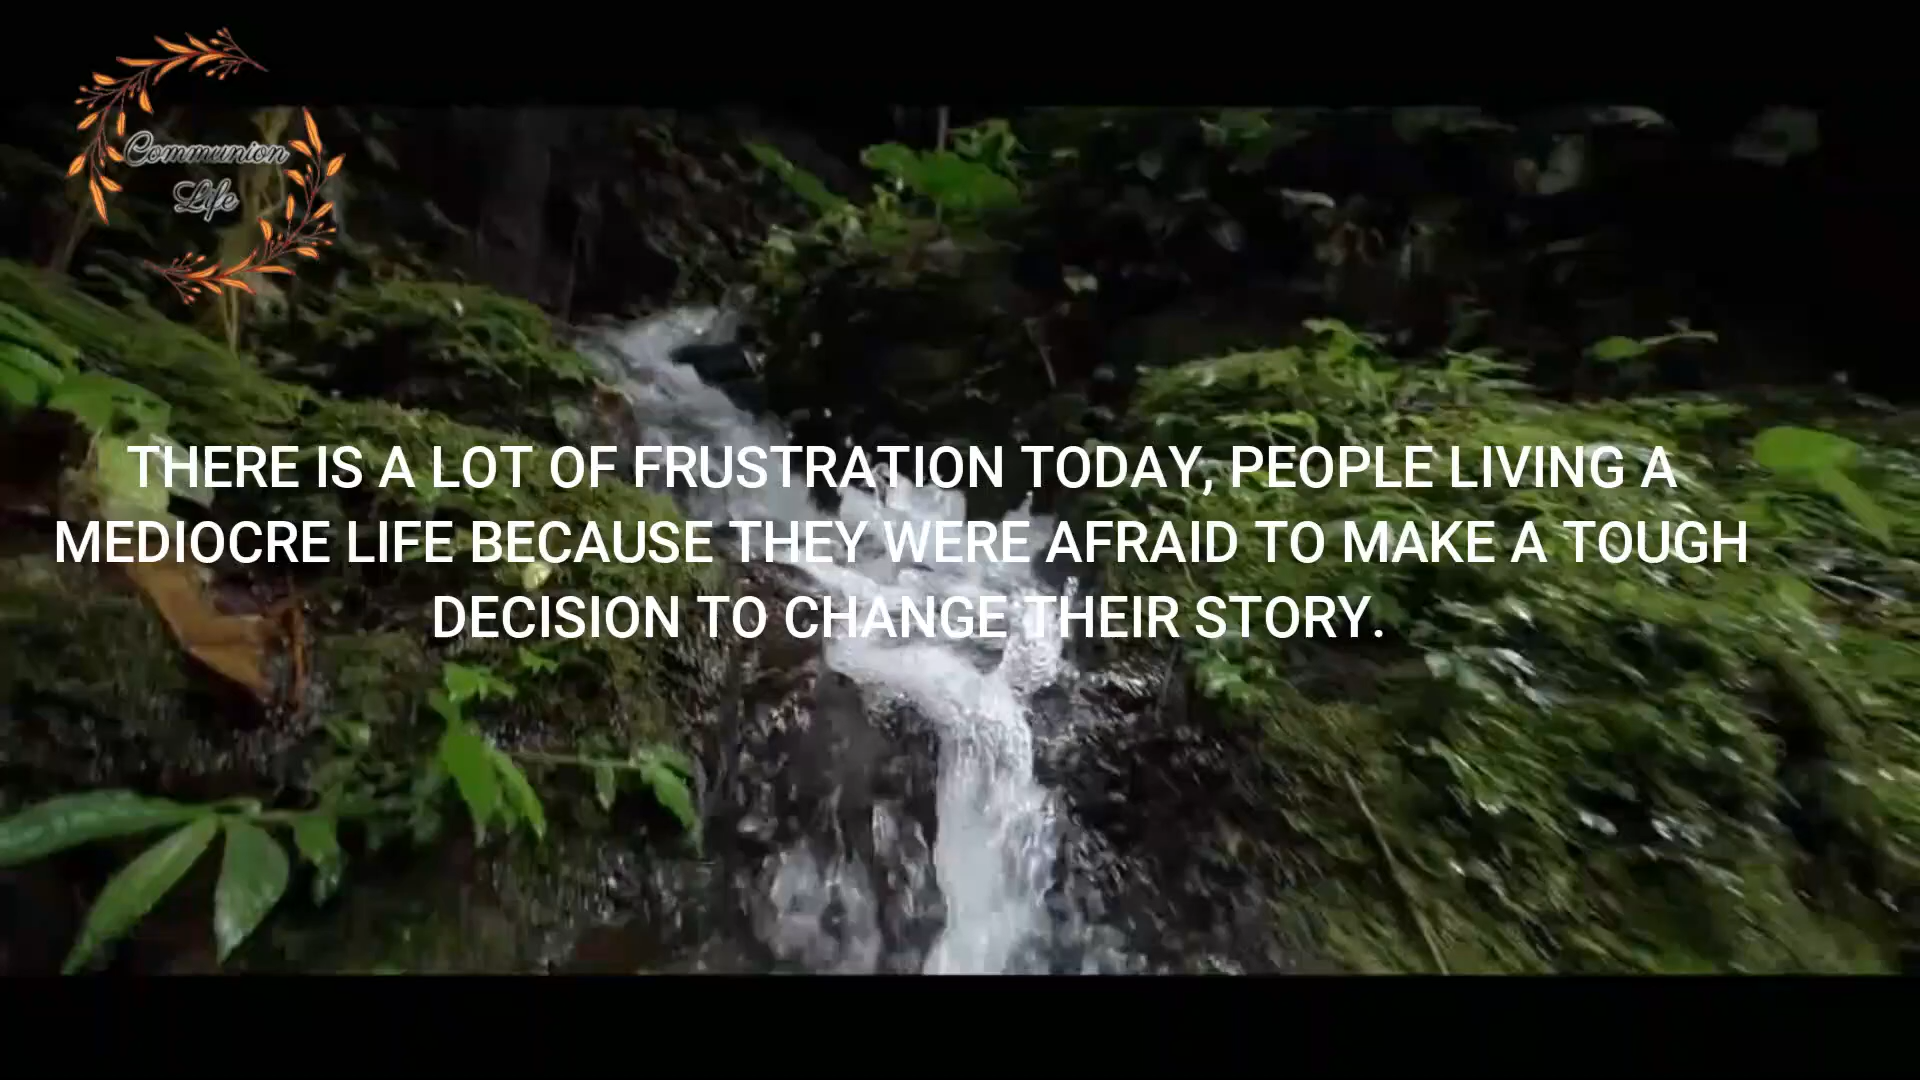 Communion
Life
THERE IS A LOT OF FRUSTRATION TODAY, PEOPLE LIVING A
MEDIOCRE LIFE BECAUSE THEY WERE AFRAID TO MAKE A TOUGH
DECISION TO CHANGE THEIR STORY.